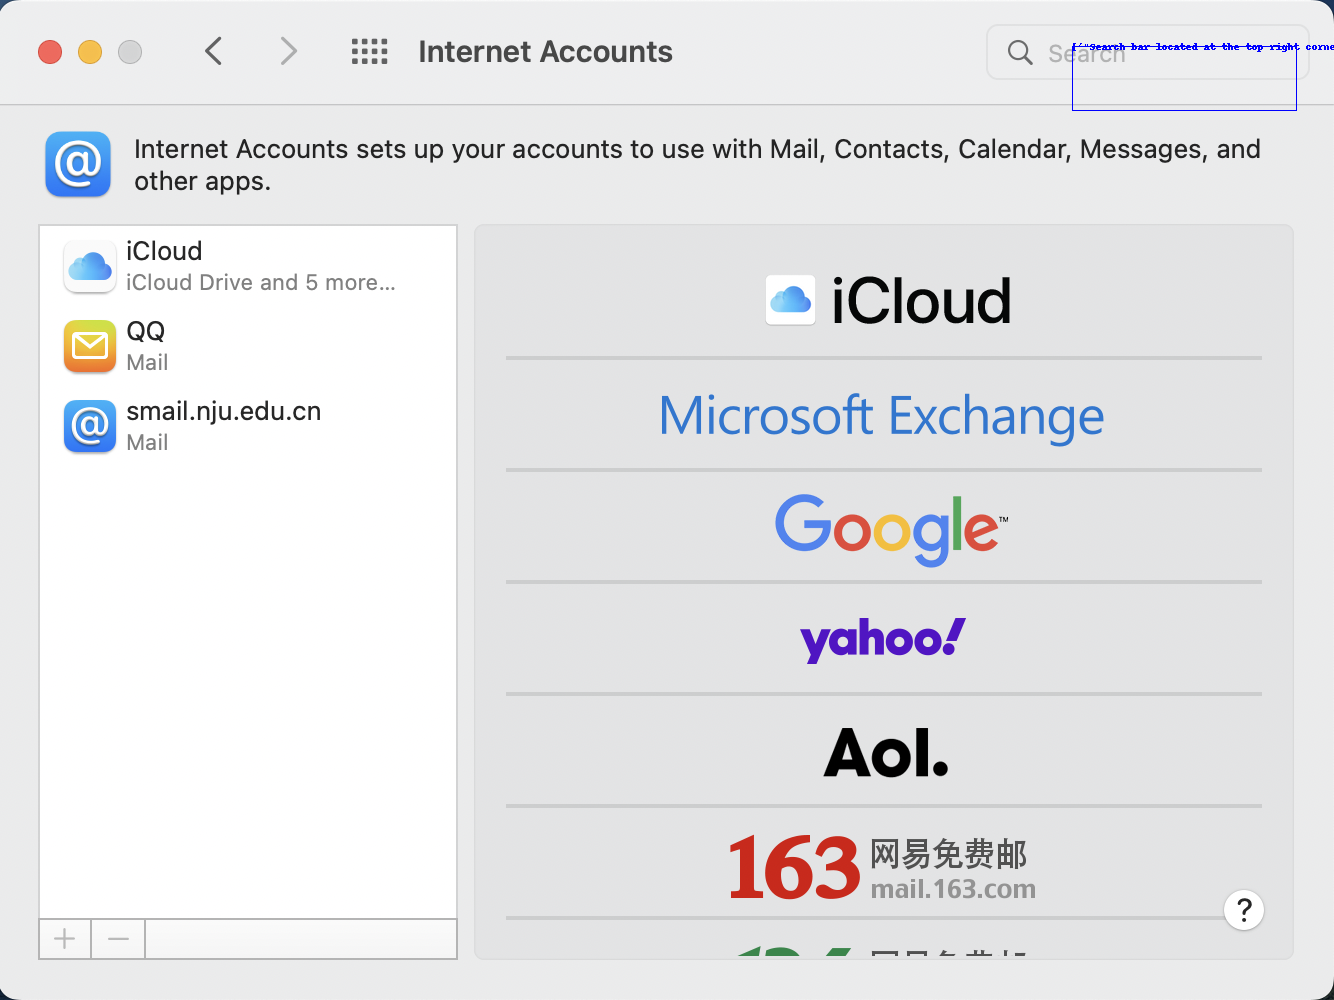 Internet Accounts
Search
["Search bar located at the top right corne
Internet Accounts sets up your accounts to use with Mail, Contacts, Calendar, Messages, and
other apps.
iCloud
iCloud Drive and 5 more...
QQ
Mail
smail.nju.edu.cn
Mail
iCloud
Microsoft Exchange
Google™
yahoo!
Aol.
163 网易免费邮
mail.163.com
?